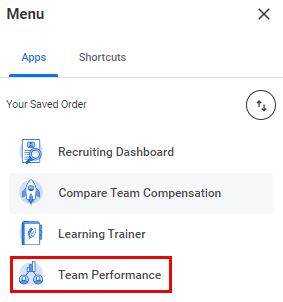 Menu
Apps
Shortcuts
Your Saved Order
Recruiting Dashboard
Compare Team Compensation
Learning Trainer
Team Performance